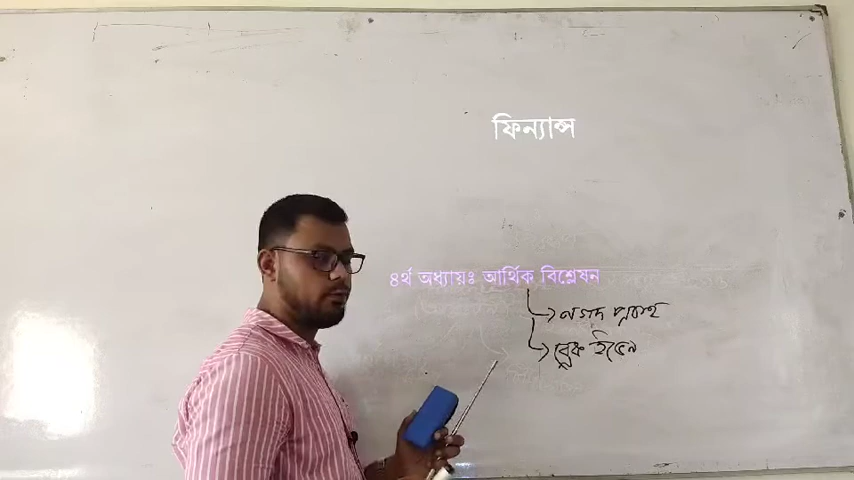 ফিন্যান্স
৪র্থ অধ্যায়ঃ আর্থিক বিশ্লেষন
নগদ প্রবাহ
ব্রেক ইভেন